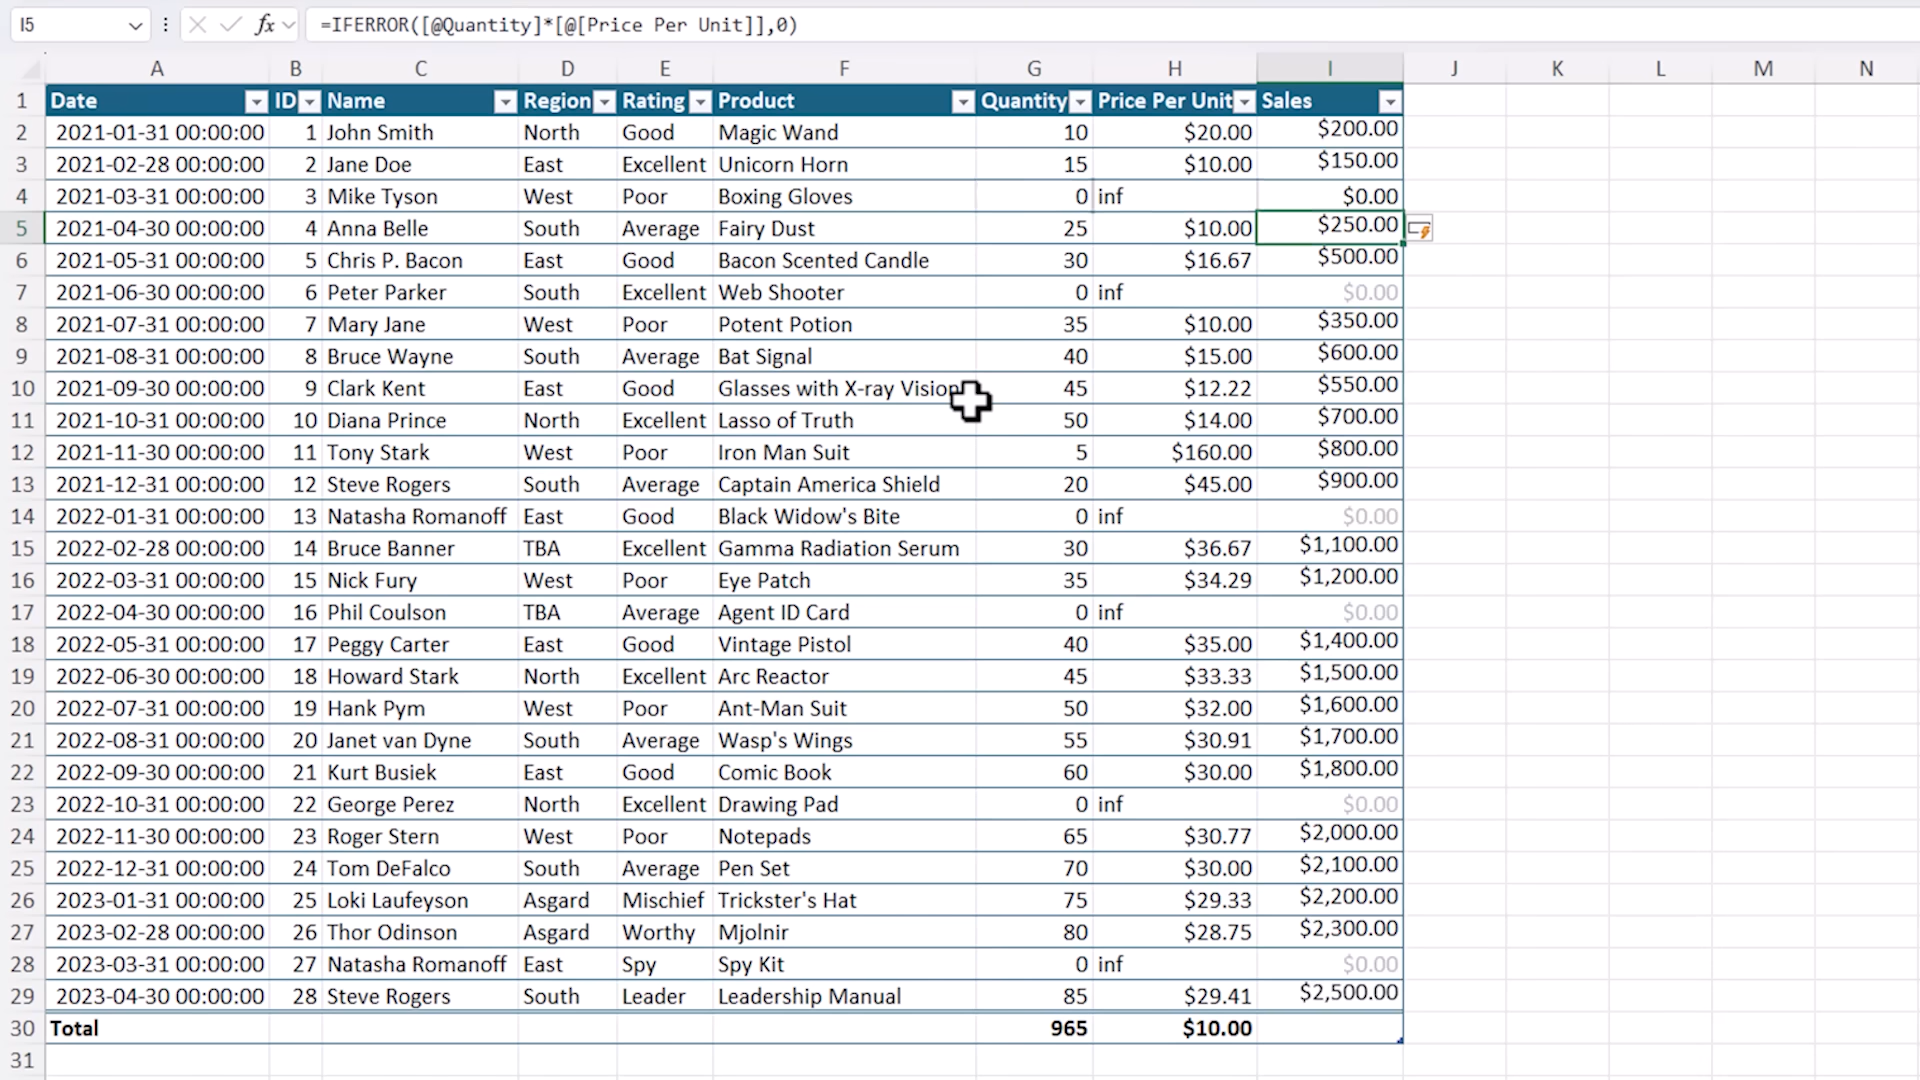 I5 fx =IFERROR([@Quantity]*[@[Price Per Unit]],0)
A B C D E F G H I J K L M N
1 Date ID Name Region Rating Product Quantity Price Per Unit Sales
2 2021-01-31 00:00:00 1 John Smith North Good Magic Wand 10 $20.00 $200.00
3 2021-02-28 00:00:00 2 Jane Doe East Excellent Unicorn Horn 15 $10.00 $150.00
4 2021-03-31 00:00:00 3 Mike Tyson West Poor Boxing Gloves 0 inf $0.00
5 2021-04-30 00:00:00 4 Anna Belle South Average Fairy Dust 25 $10.00 $250.00
6 2021-05-31 00:00:00 5 Chris P. Bacon East Good Bacon Scented Candle 30 $16.67 $500.00
7 2021-06-30 00:00:00 6 Peter Parker South Excellent Web Shooter 0 inf $0.00
8 2021-07-31 00:00:00 7 Mary Jane West Poor Potent Potion 35 $10.00 $350.00
9 2021-08-31 00:00:00 8 Bruce Wayne South Average Bat Signal 40 $15.00 $600.00
10 2021-09-30 00:00:00 9 Clark Kent East Good Glasses with X-ray Vision 45 $12.22 $550.00
11 2021-10-31 00:00:00 10 Diana Prince North Excellent Lasso of Truth 50 $14.00 $700.00
12 2021-11-30 00:00:00 11 Tony Stark West Poor Iron Man Suit 5 $160.00 $800.00
13 2021-12-31 00:00:00 12 Steve Rogers South Average Captain America Shield 20 $45.00 $900.00
14 2022-01-31 00:00:00 13 Natasha Romanoff East Good Black Widow's Bite 0 inf $0.00
15 2022-02-28 00:00:00 14 Bruce Banner TBA Excellent Gamma Radiation Serum 30 $36.67 $1,100.00
16 2022-03-31 00:00:00 15 Nick Fury West Poor Eye Patch 35 $34.29 $1,200.00
17 2022-04-30 00:00:00 16 Phil Coulson TBA Average Agent ID Card 0 inf $0.00
18 2022-05-31 00:00:00 17 Peggy Carter East Good Vintage Pistol 40 $35.00 $1,400.00
19 2022-06-30 00:00:00 18 Howard Stark North Excellent Arc Reactor 45 $33.33 $1,500.00
20 2022-07-31 00:00:00 19 Hank Pym West Poor Ant-Man Suit 50 $32.00 $1,600.00
21 2022-08-31 00:00:00 20 Janet van Dyne South Average Wasp's Wings 55 $30.91 $1,700.00
22 2022-09-30 00:00:00 21 Kurt Busiek East Good Comic Book 60 $30.00 $1,800.00
23 2022-10-31 00:00:00 22 George Perez North Excellent Drawing Pad 0 inf $0.00
24 2022-11-30 00:00:00 23 Roger Stern West Poor Notepads 65 $30.77 $2,000.00
25 2022-12-31 00:00:00 24 Tom DeFalco South Average Pen Set 70 $30.00 $2,100.00
26 2023-01-31 00:00:00 25 Loki Laufeyson Asgard Mischief Trickster's Hat 75 $29.33 $2,200.00
27 2023-02-28 00:00:00 26 Thor Odinson Asgard Worthy Mjolnir 80 $28.75 $2,300.00
28 2023-03-31 00:00:00 27 Natasha Romanoff East Spy Spy Kit 0 inf $0.00
29 2023-04-30 00:00:00 28 Steve Rogers South Leader Leadership Manual 85 $29.41 $2,500.00
30 Total 965 $10.00
31